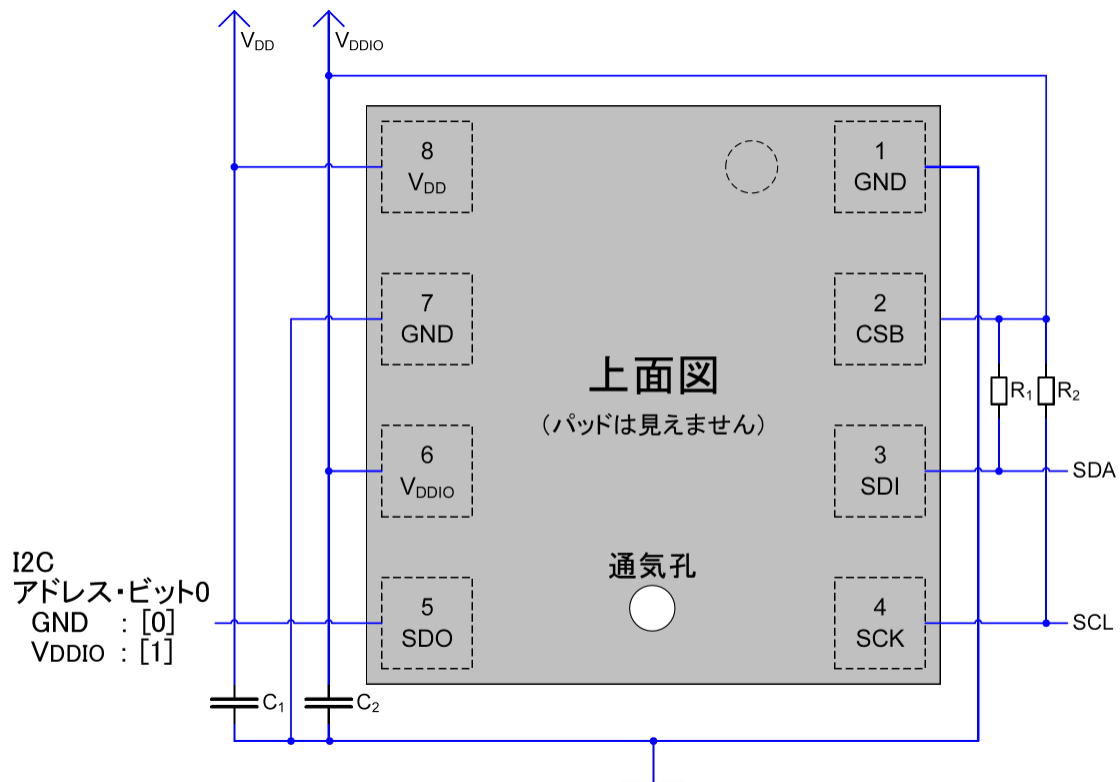 VDD
VDDIO
8
VDD
1
GND
7
GND
2
CSB
上面図
(パッドは見えません)
R1
R2
6
VDDIO
3
SDI
SDA
I2C
アドレス・ビット0
GND : [0]
VDDIO : [1]
通気孔
5
SDO
4
SCK
SCL
C1
C2